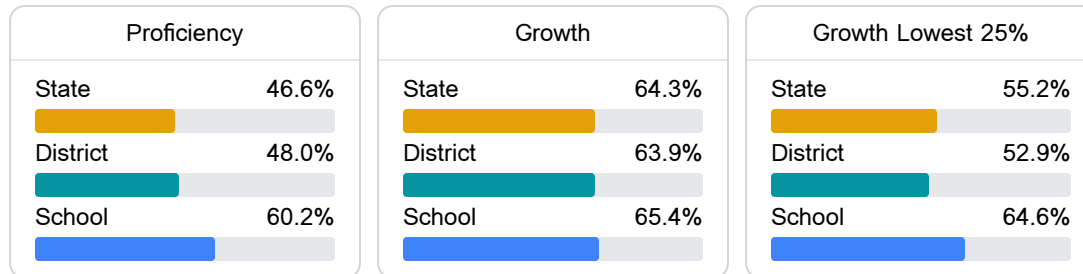 Proficiency
State 46.6%
District 48.0%
School 60.2%
Growth
State 64.3%
District 63.9%
School 65.4%
Growth Lowest 25%
State 55.2%
District 52.9%
School 64.6%